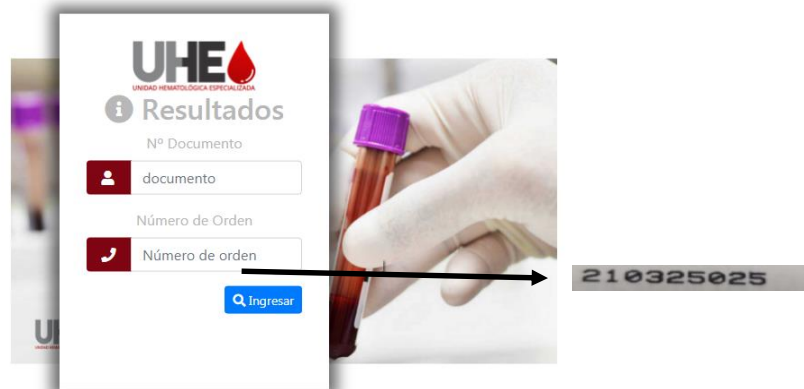 UHE
UNIDAD HEMATOLÓGICA ESPECIALIZADA
Resultados
Nº Documento
documento
Número de Orden
Número de orden
Ingresar
210325025